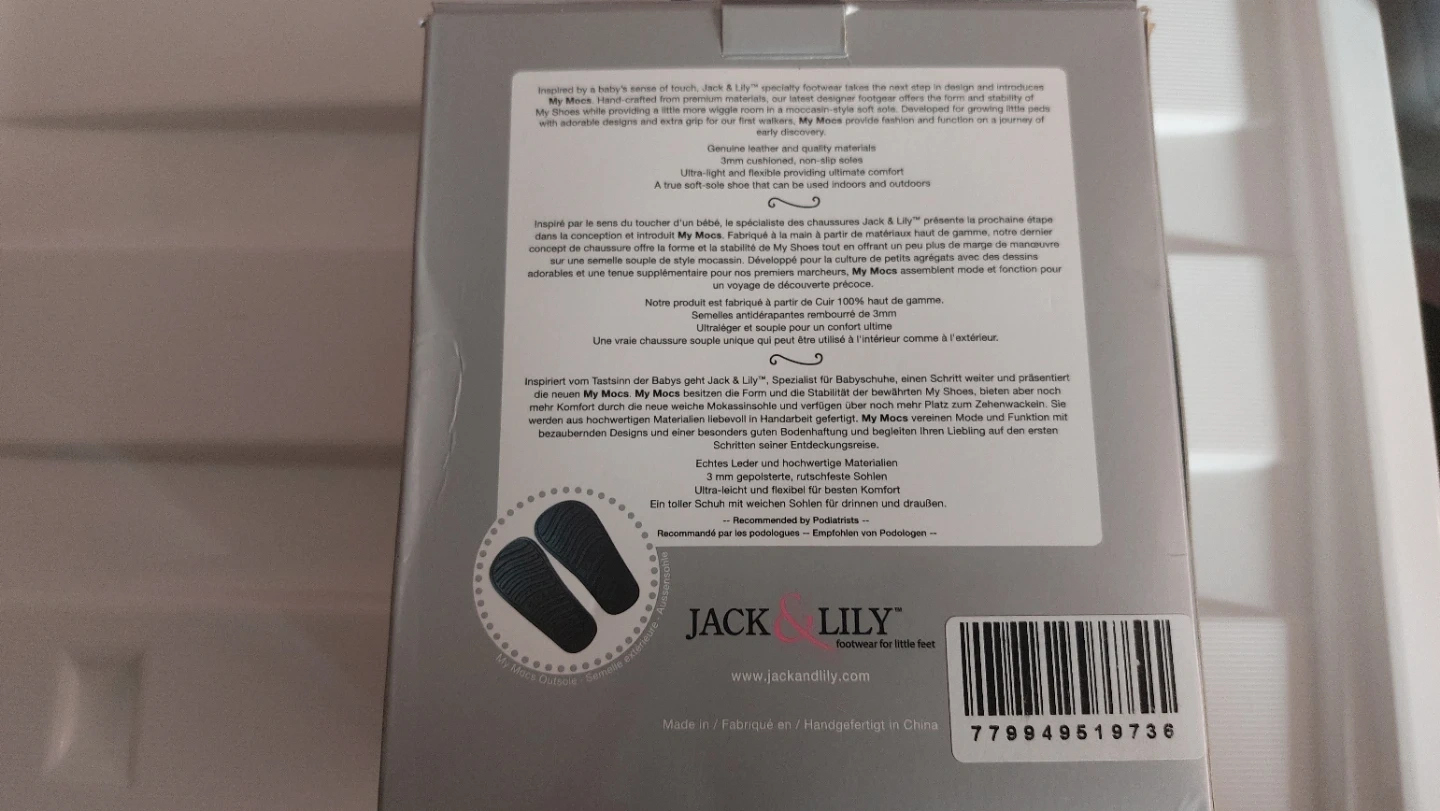 Inspired by a baby's sense of touch, Jack & Lily™ specialty footwear takes the next step in design and introduces
My Mocs. Hand-crafted from premium materials, our latest designer footgear offers the form and stability of
My Shoes while providing a little more wiggle room in a moccasin-style soft sole. Developed for growing little peds
with adorable designs and extra grip for our first walkers, My Mocs provide fashion and function on a journey of
early discovery.
Genuine leather and quality materials
3mm cushioned, non-slip soles
Ultra-light and flexible providing ultimate comfort
A true soft-sole shoe that can be used indoors and outdoors
Inspiré par le sens du toucher d'un bébé, le spécialiste des chaussures Jack & Lily™ présente la prochaine étape
dans la conception et introduit My Mocs. Fabriqué à la main à partir de matériaux haut de gamme, notre dernier
concept de chaussure offre la forme et la stabilité de My Shoes tout en offrant un peu plus de marge de manœuvre
sur une semelle souple de style mocassin. Développé pour la culture de petits agrégats avec des dessins
adorables et une tenue supplémentaire pour nos premiers marcheurs, My Mocs assemblent mode et fonction pour
un voyage de découverte précoce.
Notre produit est fabriqué à partir de Cuir 100% haut de gamme.
Semelles antidérapantes rembourré de 3mm
Ultraléger et souple pour un confort ultime
Une vraie chaussure souple unique qui peut être utilisé à l'intérieur comme à l'extérieur.
Inspiriert vom Tastsinn der Babys geht Jack & Lily™, Spezialist für Babyschuhe, einen Schritt weiter und präsentiert
die neuen My Mocs. My Mocs besitzen die Form und die Stabilität der bewährten My Shoes, bieten aber noch
mehr Komfort durch die neue weiche Mokassinsohle und verfügen über noch mehr Platz zum Zehenwackeln. Sie
werden aus hochwertigen Materialien liebevoll in Handarbeit gefertigt. My Mocs vereinen Mode und Funktion mit
bezaubernden Designs und einer besonders guten Bodenhaftung und begleiten Ihren Liebling auf den ersten
Schritten seiner Entdeckungsreise.
Echtes Leder und hochwertige Materialien
3 mm gepolsterte, rutschfeste Sohlen
Ultra-leicht und flexibel für besten Komfort
Ein toller Schuh mit weichen Sohlen für drinnen und draußen.
-- Recommended by Podiatrists --
Recommandé par les podologues -- Empfohlen von Podologen --
My Mocs Outsole - Semelle extérieure - Aussensohle
JACK & LILY™
footwear for little feet
www.jackandlily.com
Made in / Fabriqué en / Handgefertigt in China
779949519736